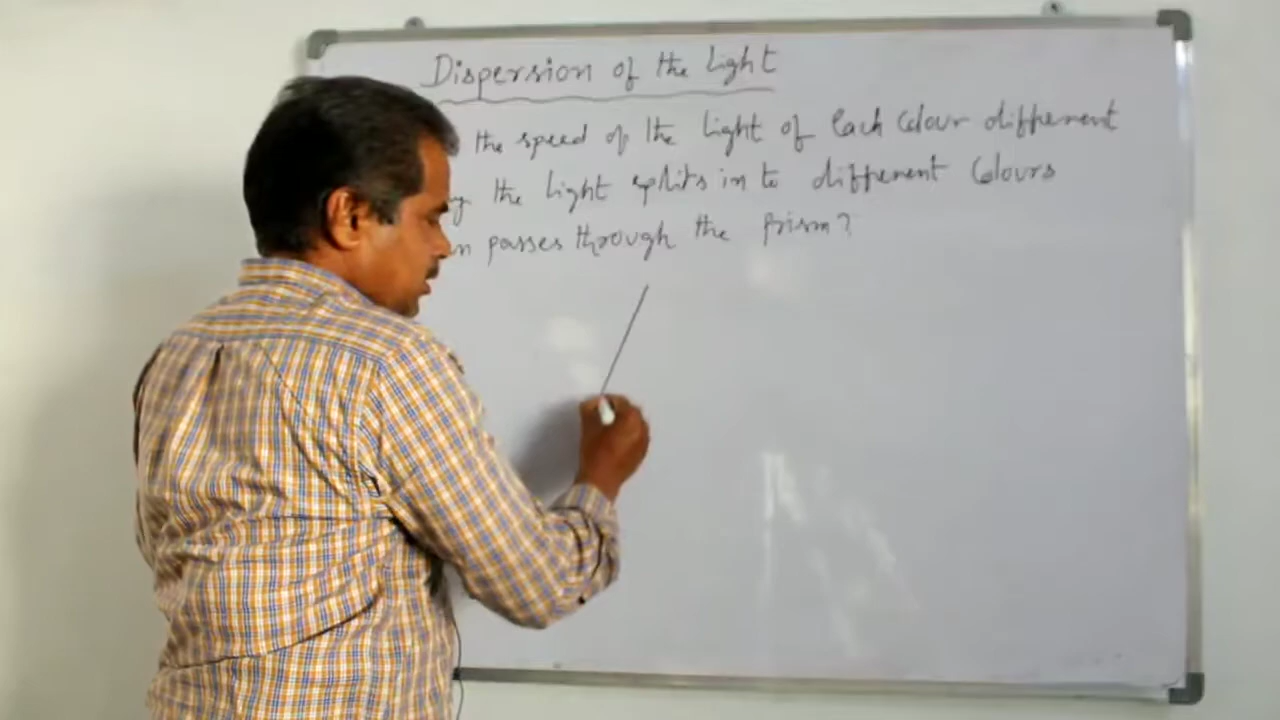 Dispersion of the Light
the speed of the light of Each Colour different
the light splits in to different Colours
passes through the prism?